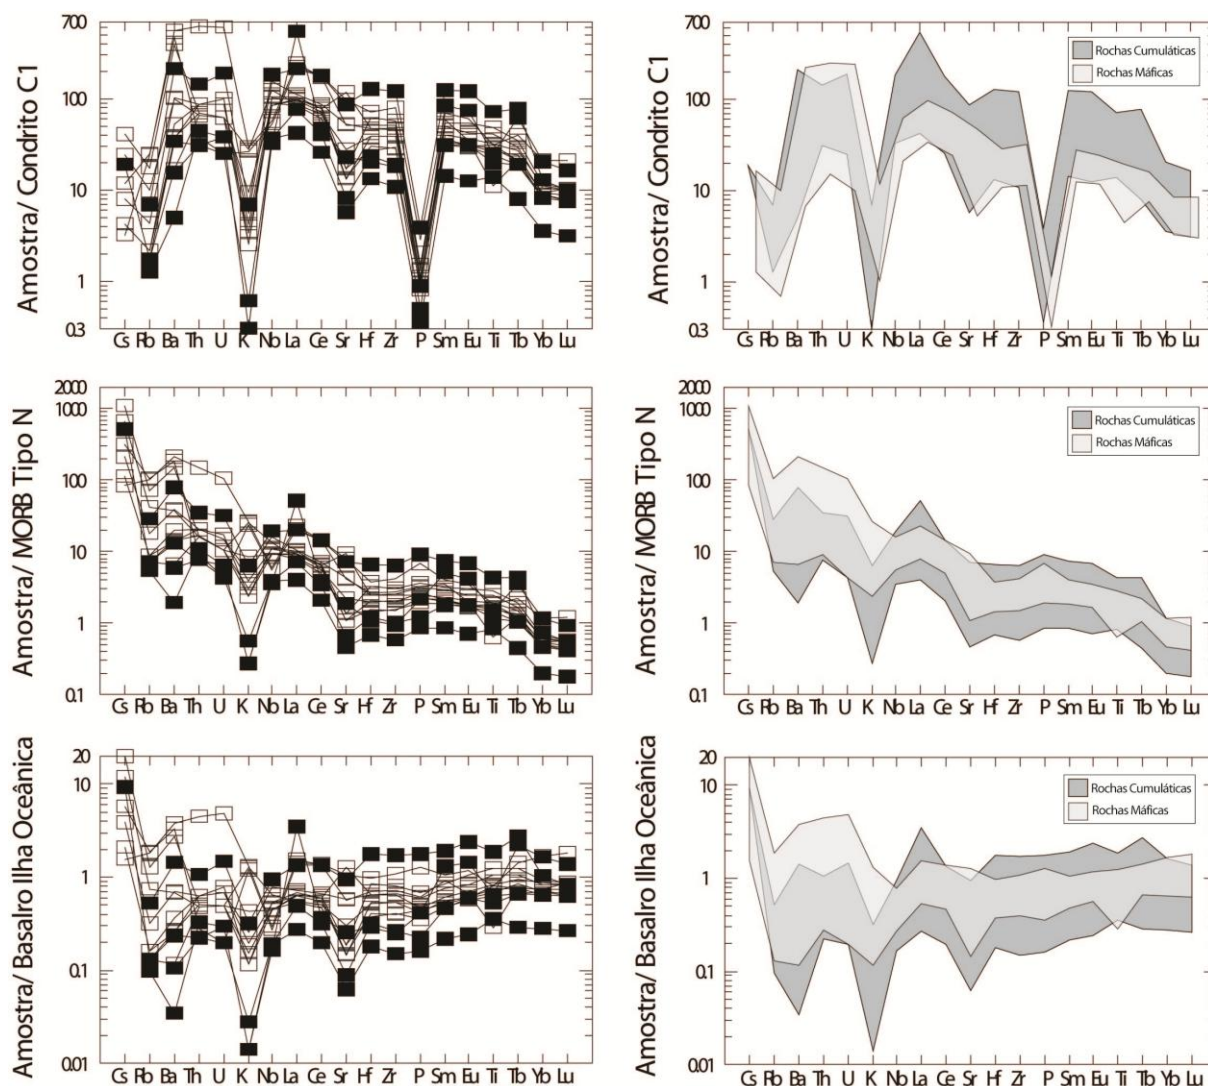 Amostra/ Condrito C1
700
100
10
1
0.3
Cs Rb Ba Th U K Nb La Ce Sr Hf Zr P Sm Eu Ti Tb Yb Lu
Amostra/ Condrito C1
700
100
10
1
0.3
Rochas Cumuláticas
Rochas Máficas
Cs Rb Ba Th U K Nb La Ce Sr Hf Zr P Sm Eu Ti Tb Yb Lu
Amostra/ MORB Tipo N
2000
1000
100
10
1
0.1
Cs Rb Ba Th U K Nb La Ce Sr Hf Zr P Sm Eu Ti Tb Yb Lu
Amostra/ MORB Tipo N
2000
1000
100
10
1
0.1
Rochas Cumuláticas
Rochas Máficas
Cs Rb Ba Th U K Nb La Ce Sr Hf Zr P Sm Eu Ti Tb Yb Lu
Amostra/ Basalro Ilha Oceânica
20
10
1
0.1
0.01
Cs Rb Ba Th U K Nb La Ce Sr Hf Zr P Sm Eu Ti Tb Yb Lu
Amostra/ Basalro Ilha Oceânica
20
10
1
0.1
0.01
Rochas Cumuláticas
Rochas Máficas
Cs Rb Ba Th U K Nb La Ce Sr Hf Zr P Sm Eu Ti Tb Yb Lu